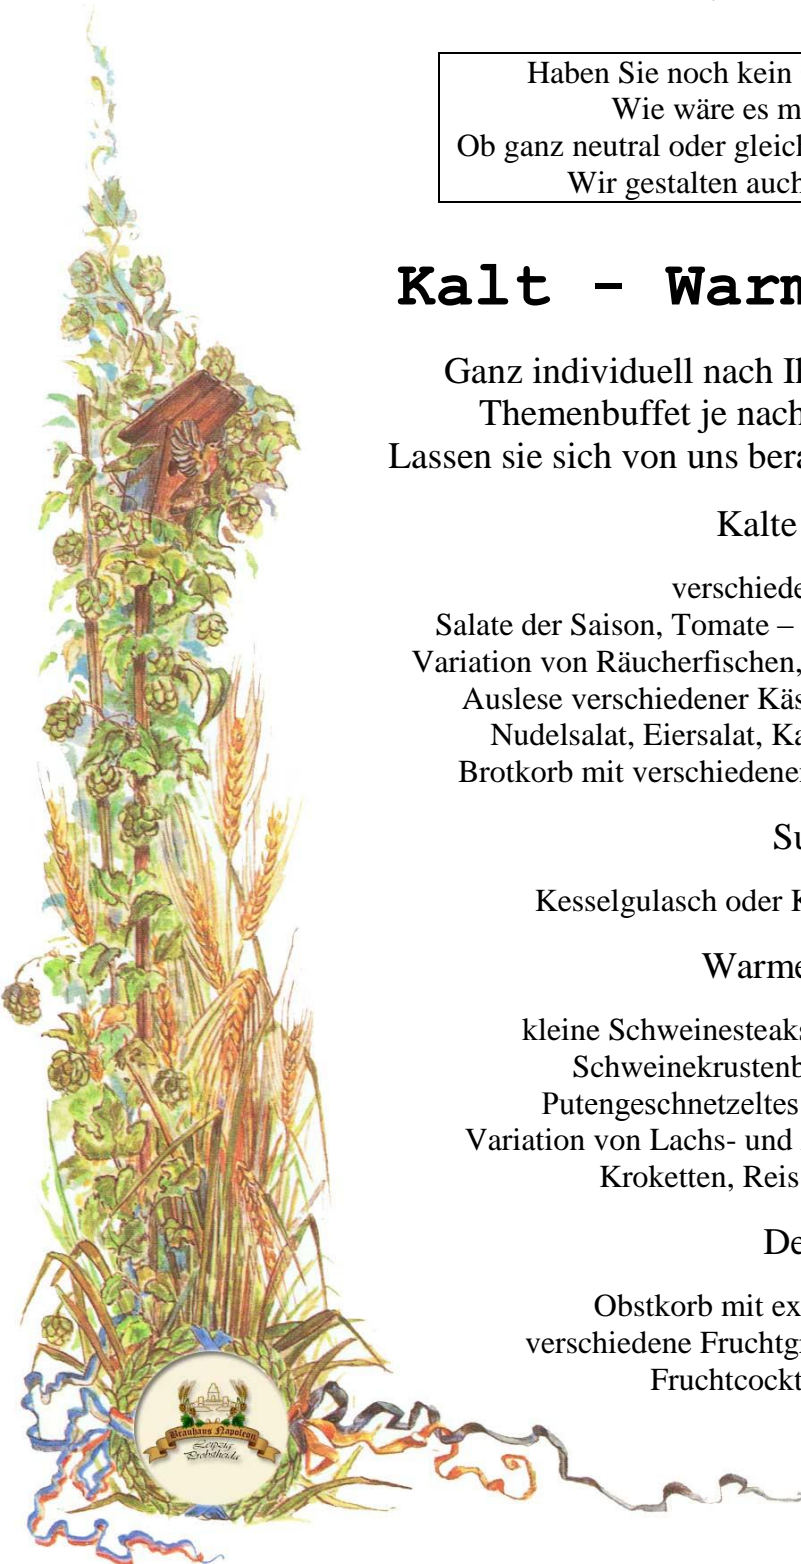 Haben Sie noch kein
Wie wäre es m
Ob ganz neutral oder gleich
Wir gestalten auch
Kalt - Warm
Ganz individuell nach Ih
Themenbuffet je nach
Lassen sie sich von uns bera
Kalte
verschiede
Salate der Saison, Tomate –
Variation von Räucherfischen,
Auslese verschiedener Käs
Nudelsalat, Eiersalat, Ka
Brotkorb mit verschiedene
Su
Kesselgulasch oder K
Warme
kleine Schweinesteaks
Schweinekrustenb
Putengeschnetzeltes
Variation von Lachs- und
Kroketten, Reis
De
Obstkorb mit ex
verschiedene Fruchtg
Fruchtcockt
Brauhaus Napoleon
Leipzig
Probstheida